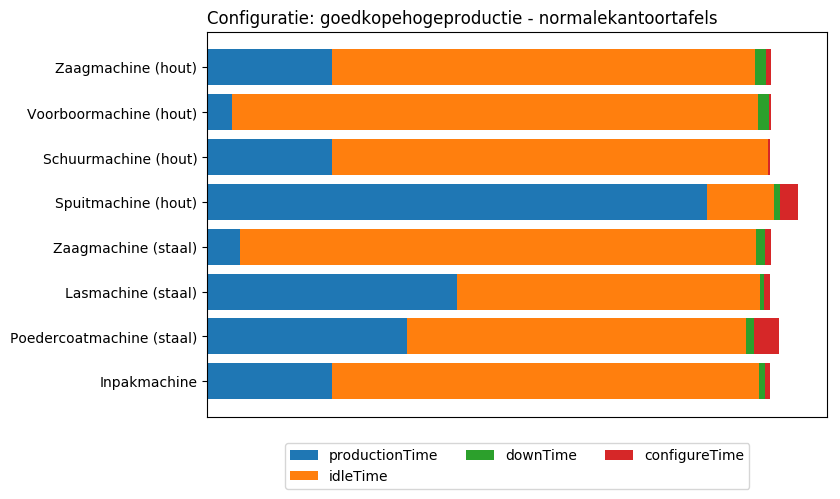 Configuratie: goedkopehogeproductie - normalekantoortafels
Zaagmachine (hout)
Voorboormachine (hout)
Schuurmachine (hout)
Spuitmachine (hout)
Zaagmachine (staal)
Lasmachine (staal)
Poedercoatmachine (staal)
Inpakmachine
productionTime downTime configureTime
idleTime